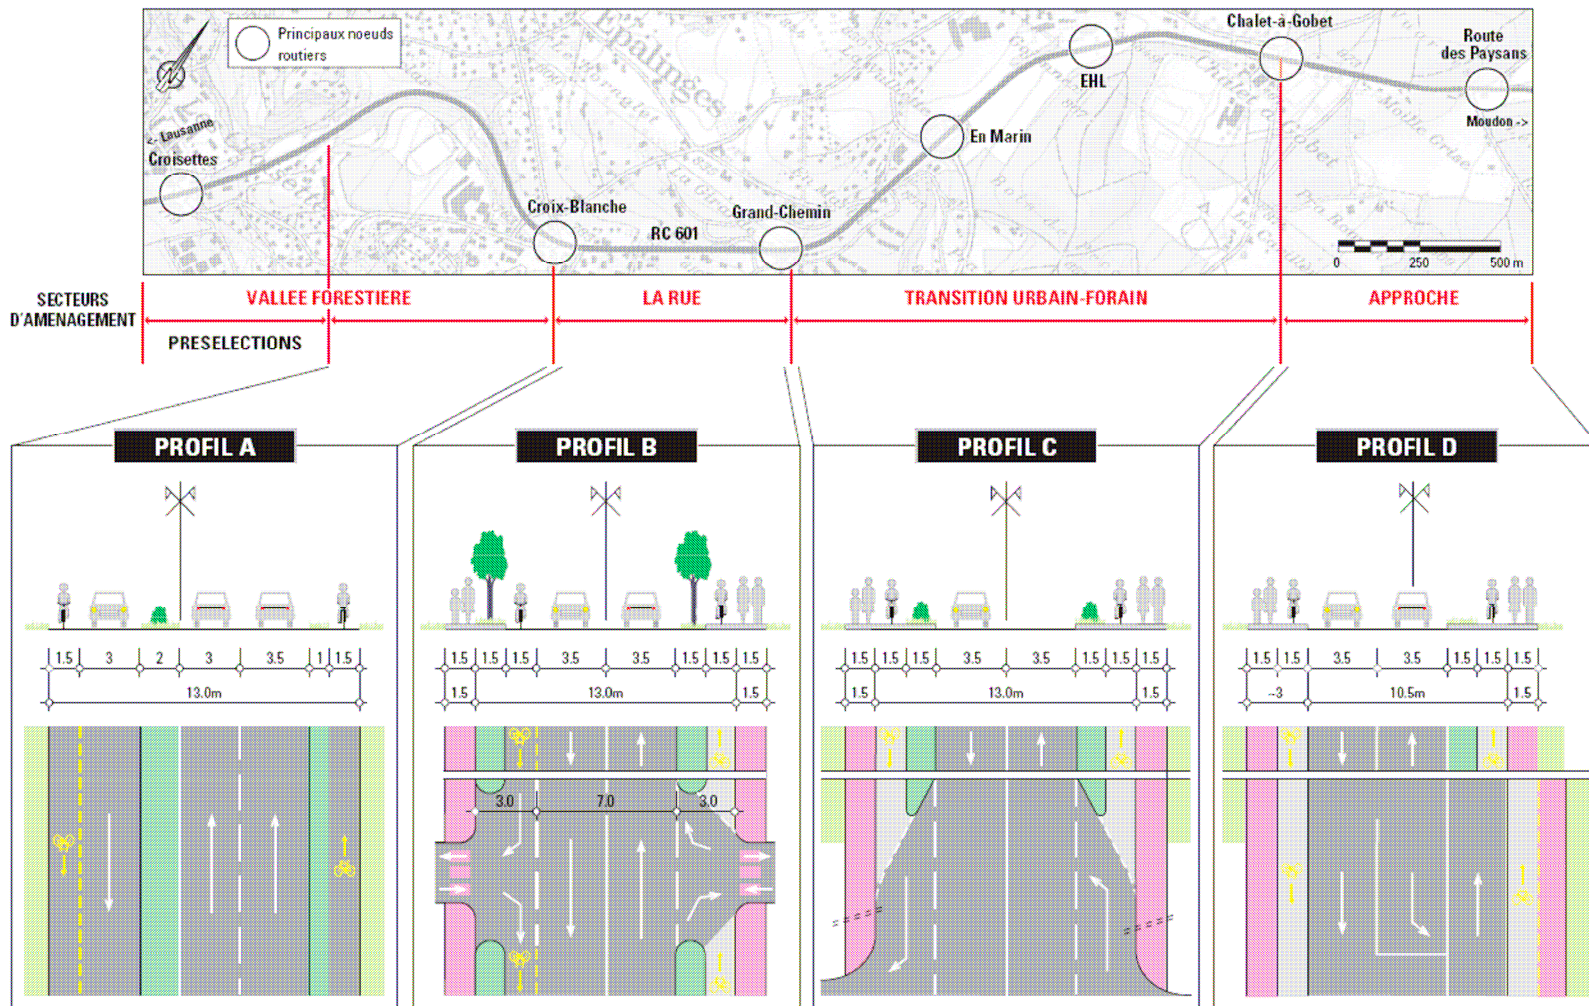 Principaux noeuds
routiers
<- Lausanne
Croisettes
Croix-Blanche
RC 601
Grand-Chemin
En Marin
EHL
Chalet-à-Gobet
Route
des Paysans
Moudon ->
Epalinges
0 250 500 m
SECTEURS
D'AMENAGEMENT
VALLEE FORESTIERE
LA RUE
TRANSITION URBAIN-FORAIN
APPROCHE
PRESELECTIONS
PROFIL A
1.5 3 2 3 3.5 1 1.5
13.0m
PROFIL B
1.5 1.5 1.5 3.5 3.5 1.5 1.5 1.5
1.5 13.0m 1.5
3.0 7.0 3.0
PROFIL C
1.5 1.5 1.5 3.5 3.5 1.5 1.5 1.5
1.5 13.0m 1.5
PROFIL D
1.5 1.5 3.5 3.5 1.5 1.5 1.5
~3 10.5m 1.5